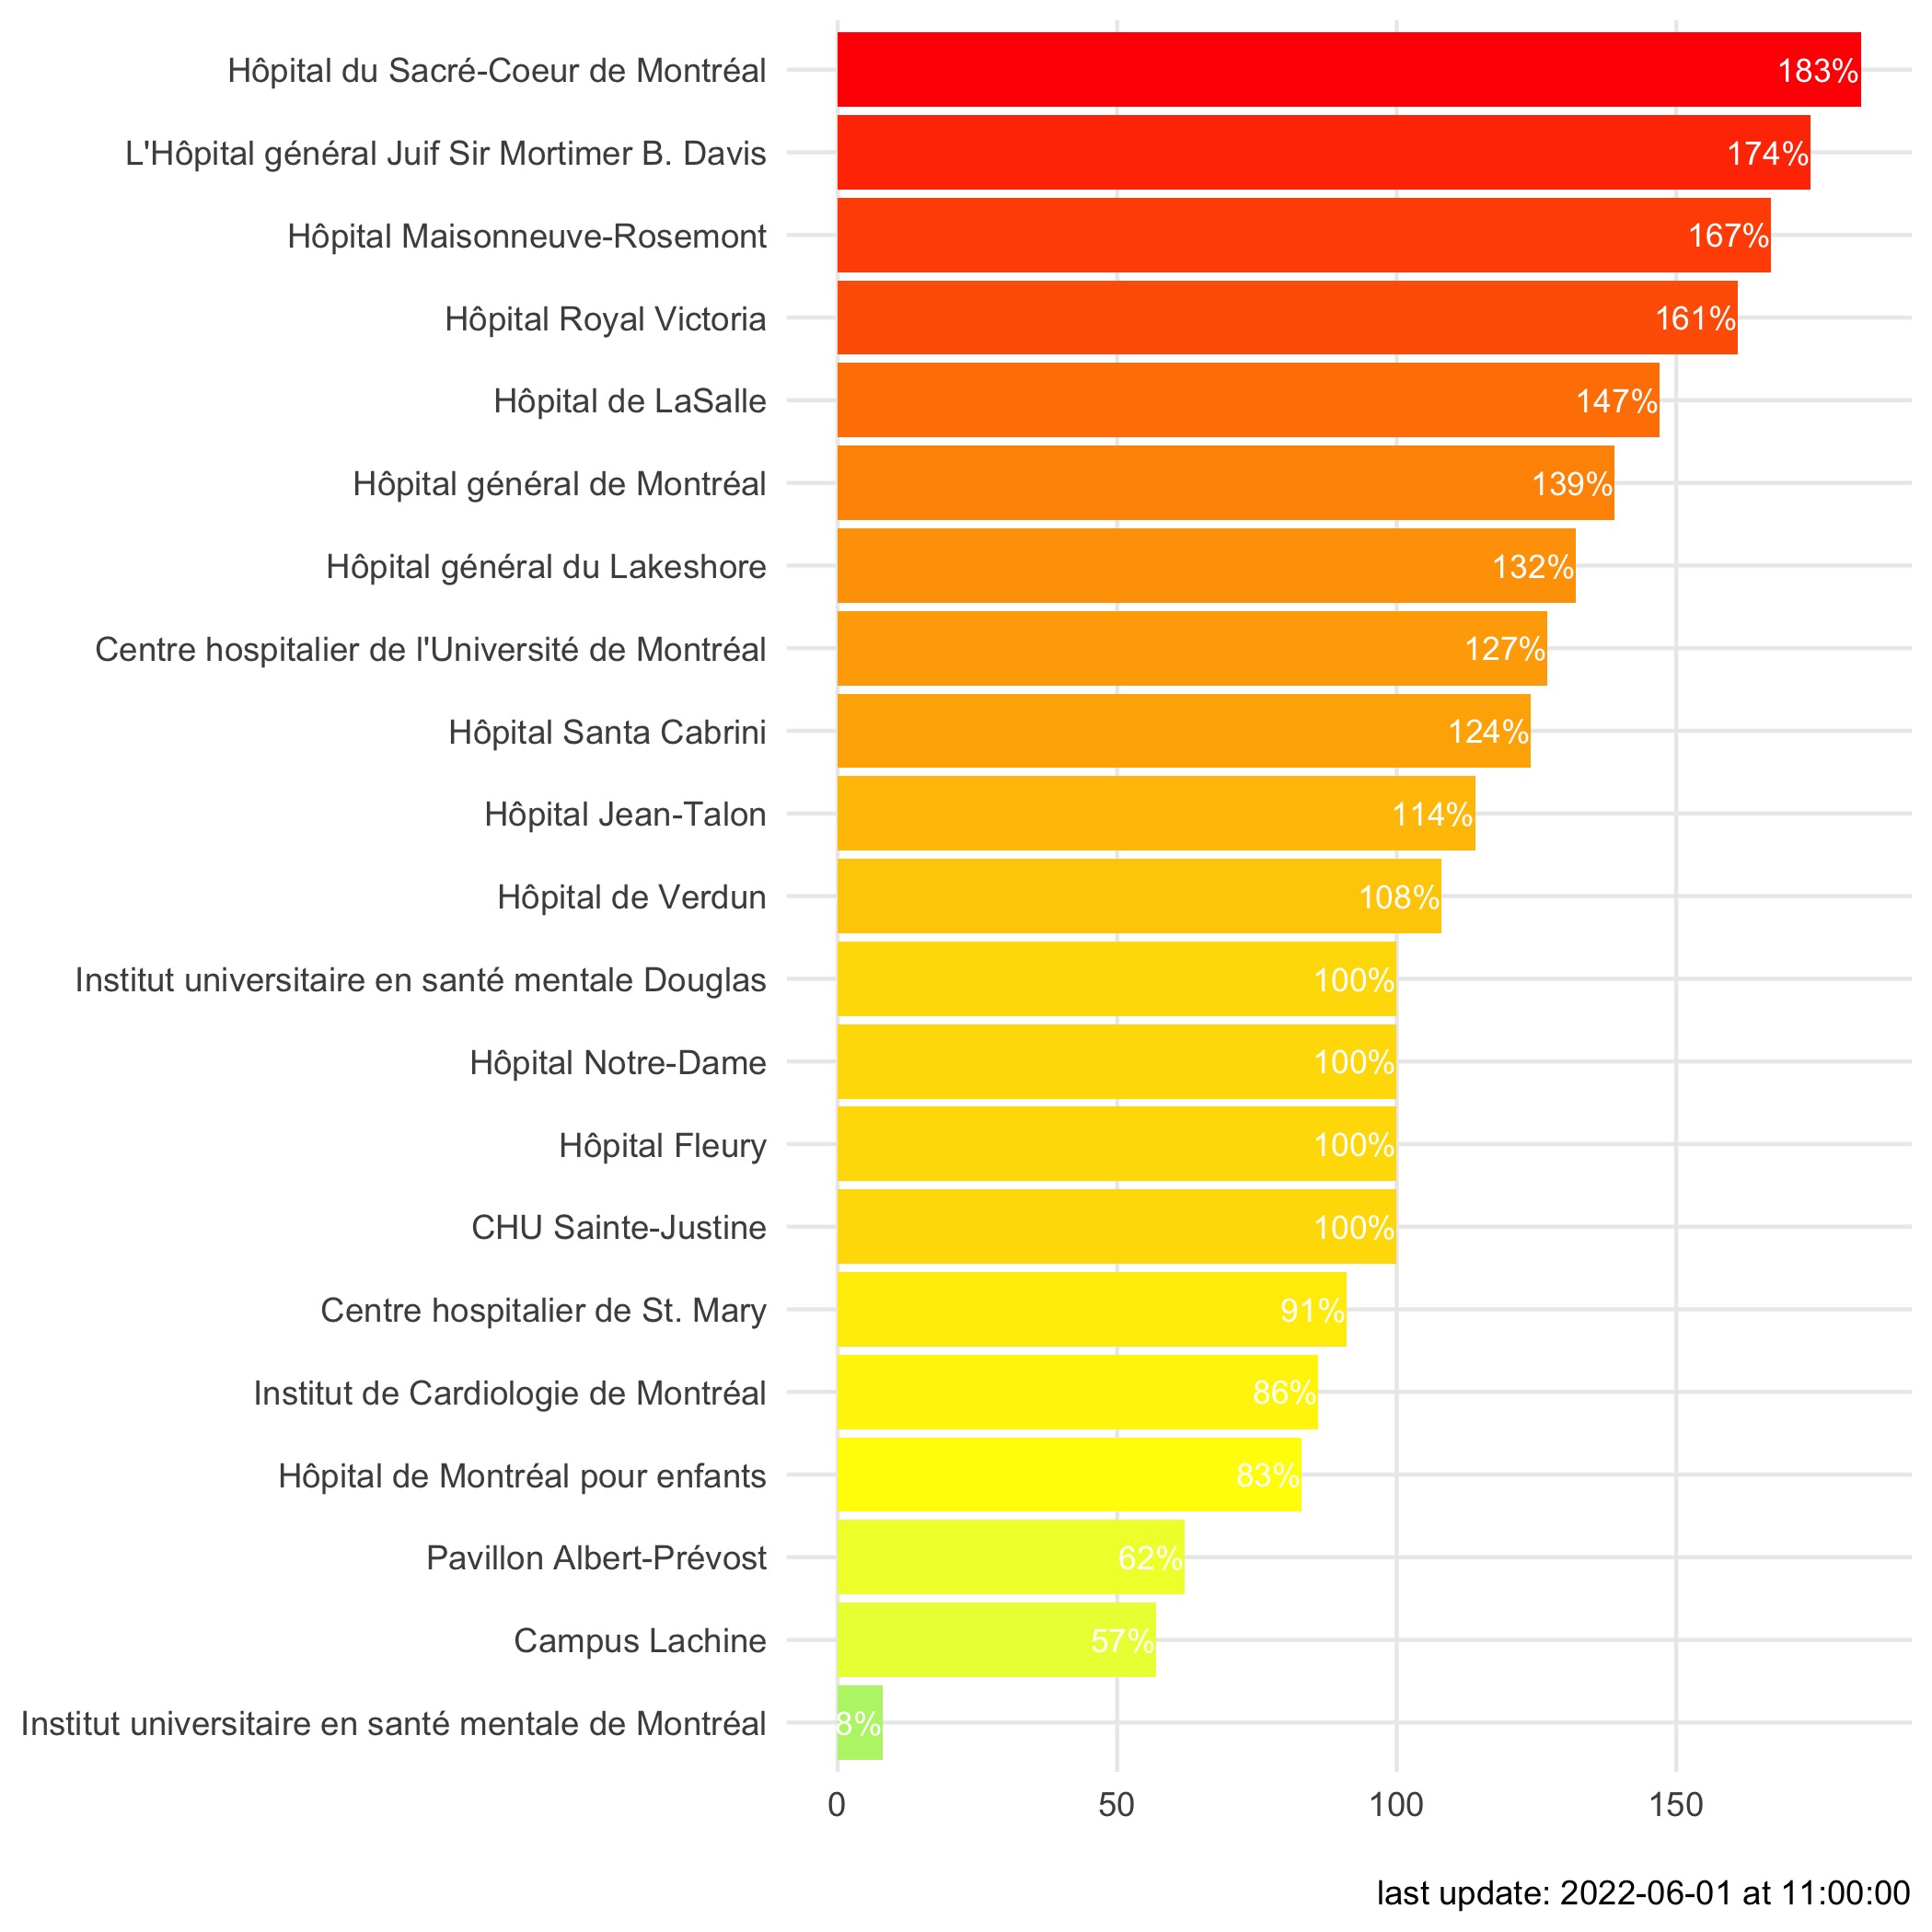 Hôpital du Sacré-Coeur de Montréal 183%
L'Hôpital général Juif Sir Mortimer B. Davis 174%
Hôpital Maisonneuve-Rosemont 167%
Hôpital Royal Victoria 161%
Hôpital de LaSalle 147%
Hôpital général de Montréal 139%
Hôpital général du Lakeshore 132%
Centre hospitalier de l'Université de Montréal 127%
Hôpital Santa Cabrini 124%
Hôpital Jean-Talon 114%
Hôpital de Verdun 108%
Institut universitaire en santé mentale Douglas 100%
Hôpital Notre-Dame 100%
Hôpital Fleury 100%
CHU Sainte-Justine 100%
Centre hospitalier de St. Mary 91%
Institut de Cardiologie de Montréal 86%
Hôpital de Montréal pour enfants 83%
Pavillon Albert-Prévost 62%
Campus Lachine 57%
Institut universitaire en santé mentale de Montréal 8%
0 50 100 150
last update: 2022-06-01 at 11:00:00